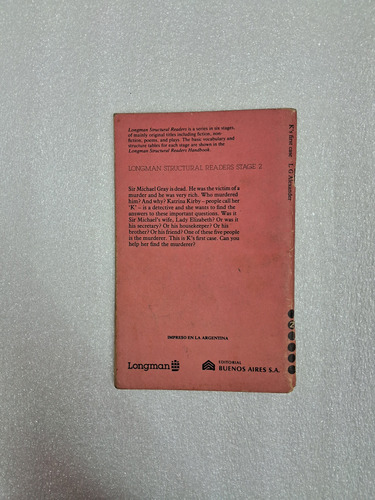 Longman Structural Readers is a series in six stages,
of mainly original titles including fiction, non-
fiction, poems, and plays. The basic vocabulary and
structure tables for each stage are shown in the
Longman Structural Readers Handbook.
LONGMAN STRUCTURAL READERS STAGE 2
Sir Michael Gray is dead. He was the victim of a
murder and he was very rich. Who murdered
him? And why? Katrina Kirby – people call her
'K' – is a detective and she wants to find the
answers to these important questions. Was it
Sir Michael's wife, Lady Elizabeth? Or was it
his secretary? Or his housekeeper? Or his
brother? Or his friend? One of these five people
is the murderer. This is K's first case. Can you
help her find the murderer?
IMPRESO EN LA ARGENTINA
Longman
EDITORIAL
BUENOS AIRES S.A.
K's first case L G Alexander
2